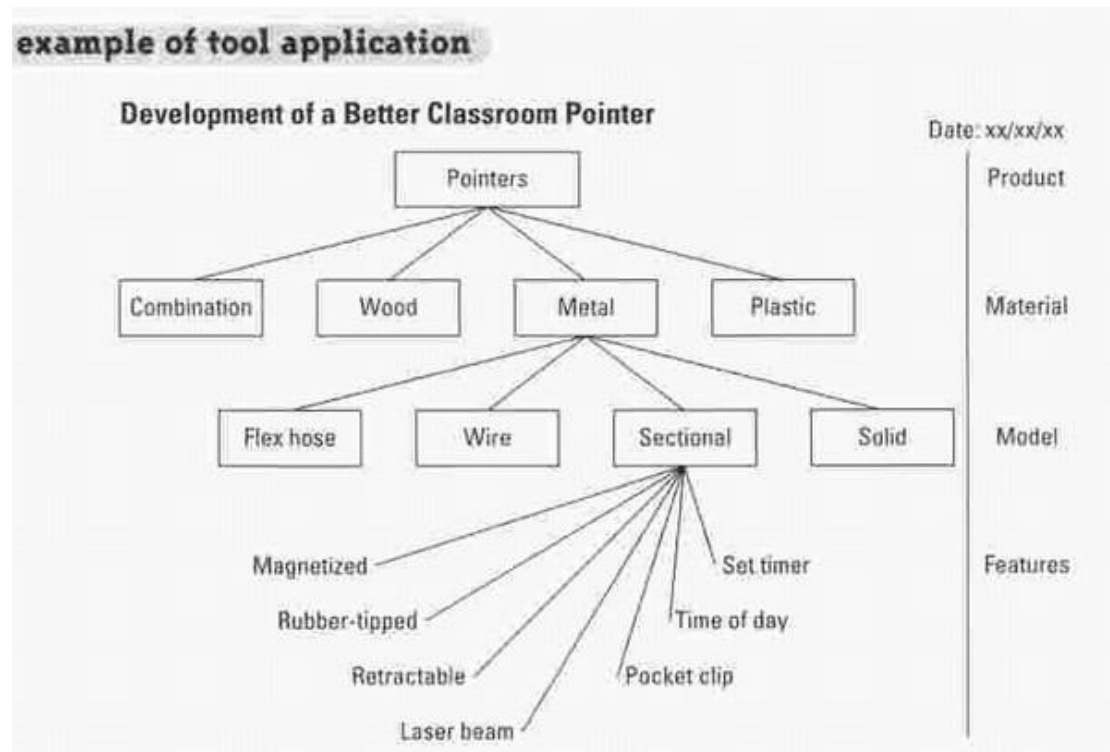 example of tool application
Development of a Better Classroom Pointer
Date: xx/xx/xx
Pointers
Product
Combination
Wood
Metal
Plastic
Material
Flex hose
Wire
Sectional
Solid
Model
Magnetized
Set timer
Features
Rubber-tipped
Time of day
Retractable
Pocket clip
Laser beam